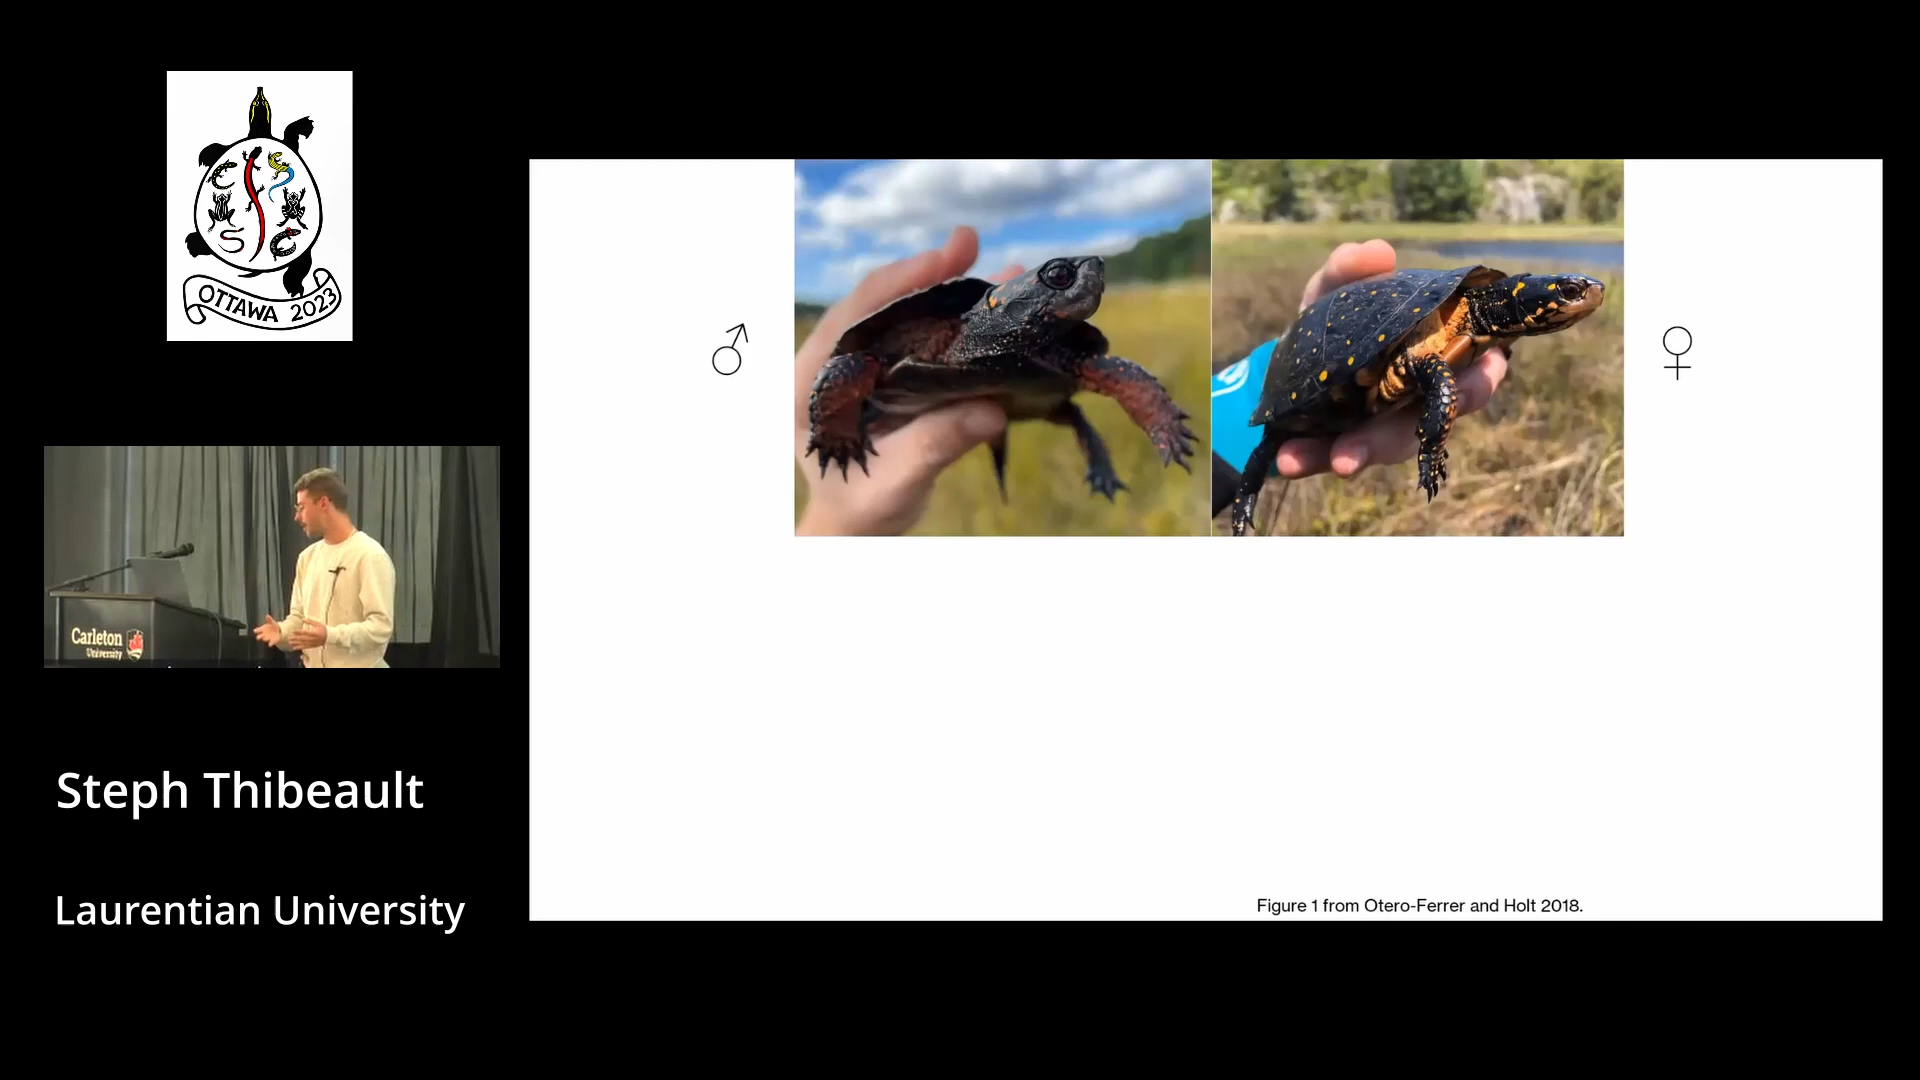 OTTAWA 2023
Carleton
University
Steph Thibeault
Laurentian University
♂
♀
Figure 1 from Otero-Ferrer and Holt 2018.